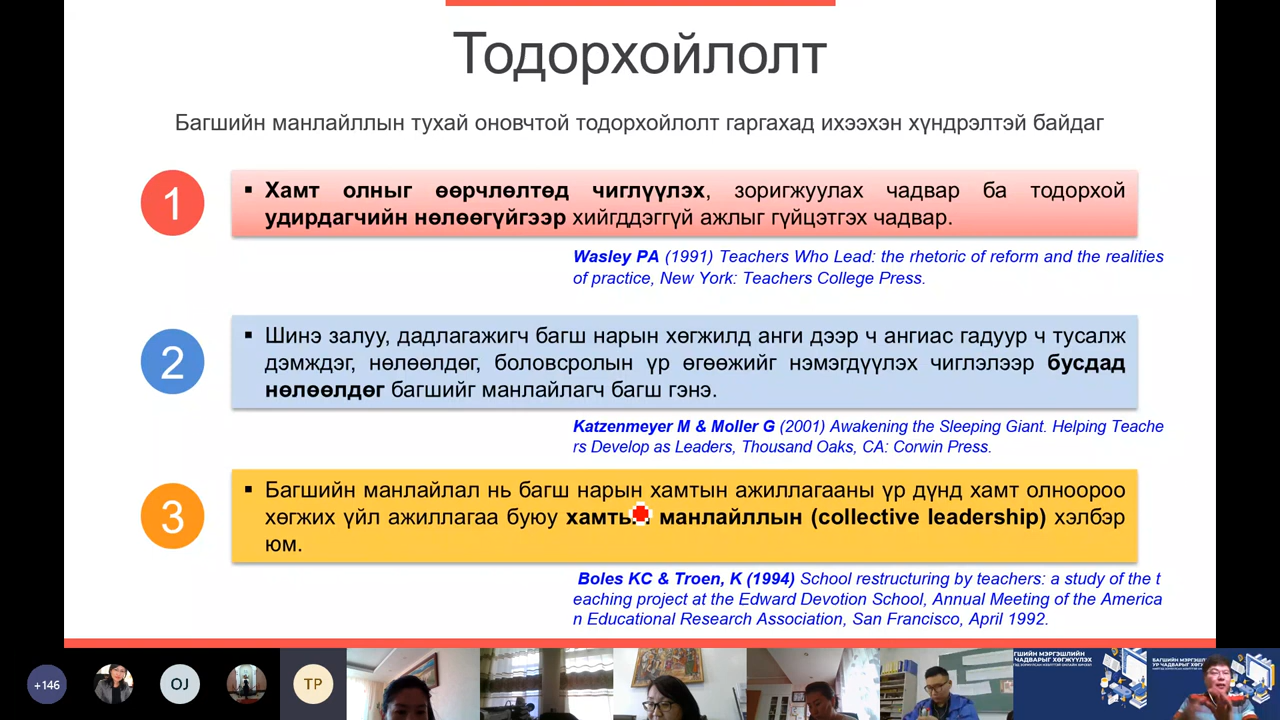 Тодорхойлолт
Багшийн манлайллын тухай оновчтой тодорхойлолт гаргахад ихээхэн хүндрэлтэй байдаг
1
▪ Хамт олныг өөрчлөлтөд чиглүүлэх, зоригжуулах чадвар ба тодорхой
удирдагчийн нөлөөгүйгээр хийгддэггүй ажлыг гүйцэтгэх чадвар.
Wasley PA (1991) Teachers Who Lead: the rhetoric of reform and the realities
of practice, New York: Teachers College Press.
2
▪ Шинэ залуу, дадлагажигч багш нарын хөгжилд анги дээр ч ангиас гадуур ч тусалж
дэмждэг, нөлөөлдөг, боловсролын үр өгөөжийг нэмэгдүүлэх чиглэлээр бусдад
нөлөөлдөг багшийг манлайлагч багш гэнэ.
Katzenmeyer M & Moller G (2001) Awakening the Sleeping Giant. Helping Teache
rs Develop as Leaders, Thousand Oaks, CA: Corwin Press.
3
▪ Багшийн манлайлал нь багш нарын хамтын ажиллагааны үр дүнд хамт олноороо
хөгжих үйл ажиллагаа буюу манлайллын (collective leadership) хэлбэр
юм.
Boles KC & Troen, K (1994) School restructuring by teachers: a study of the t
eaching project at the Edward Devotion School, Annual Meeting of the America
n Educational Research Association, San Francisco, April 1992.
+146
OJ
TP